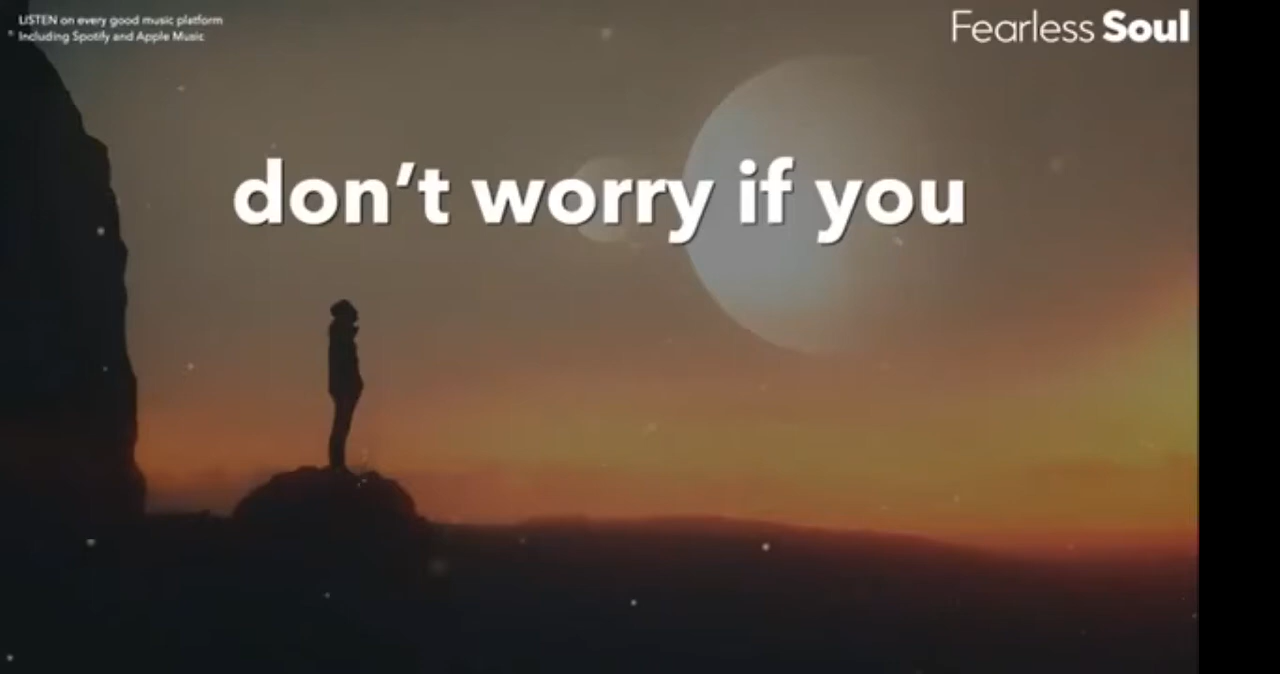 LISTEN on every good music platform
Including Spotify and Apple Music
Fearless Soul
don't worry if you